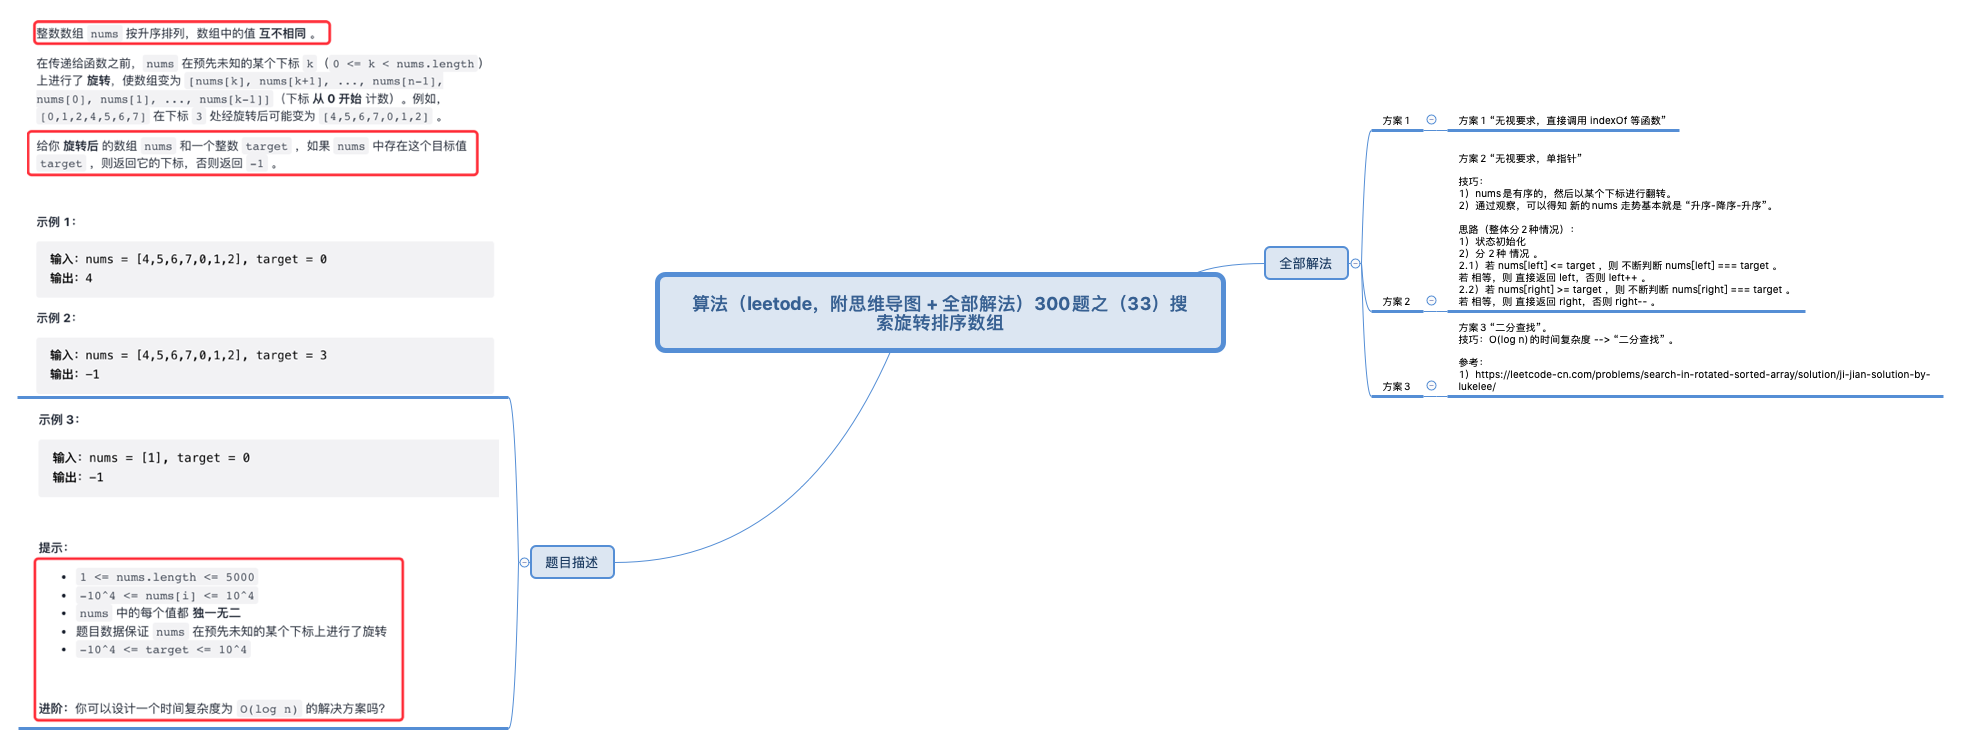 整数数组 nums 按升序排列，数组中的值 互不相同 。
在传递给函数之前，nums 在预先未知的某个下标 k（0 <= k < nums.length）
上进行了 旋转，使数组变为 [nums[k], nums[k+1], ..., nums[n-1],
nums[0], nums[1], ..., nums[k-1]]（下标 从 0 开始 计数）。例如，
[0,1,2,4,5,6,7] 在下标 3 处经旋转后可能变为 [4,5,6,7,0,1,2] 。
给你 旋转后 的数组 nums 和一个整数 target ，如果 nums 中存在这个目标值
target ，则返回它的下标，否则返回 -1 。
示例 1：
输入：nums = [4,5,6,7,0,1,2], target = 0
输出：4
示例 2：
输入：nums = [4,5,6,7,0,1,2], target = 3
输出：-1
示例 3：
输入：nums = [1], target = 0
输出：-1
提示：
• 1 <= nums.length <= 5000
• -10^4 <= nums[i] <= 10^4
• nums 中的每个值都 独一无二
• 题目数据保证 nums 在预先未知的某个下标上进行了旋转
• -10^4 <= target <= 10^4
进阶：你可以设计一个时间复杂度为 O(log n) 的解决方案吗？
题目描述
算法（leetode，附思维导图 + 全部解法）300题之（33）搜
索旋转排序数组
全部解法
方案 1
方案 1 “无视要求，直接调用 indexOf 等函数”
方案 2
方案 2 “无视要求，单指针”
技巧：
1）nums是有序的，然后以某个下标进行翻转。
2）通过观察，可以得知 新的nums 走势基本就是 “升序-降序-升序”。
思路（整体分 2 种情况）：
1）状态初始化
2）分 2 种 情况 。
2.1）若 nums[left] <= target ，则 不断判断 nums[left] === target 。
若 相等，则 直接返回 left，否则 left++ 。
2.2）若 nums[right] >= target ，则 不断判断 nums[right] === target 。
若 相等，则 直接返回 right，否则 right-- 。
方案 3
方案 3 “二分查找”。
技巧：O(log n)的时间复杂度 --> “二分查找” 。
参考：
1）https://leetcode-cn.com/problems/search-in-rotated-sorted-array/solution/ji-jian-solution-by-
lukelee/